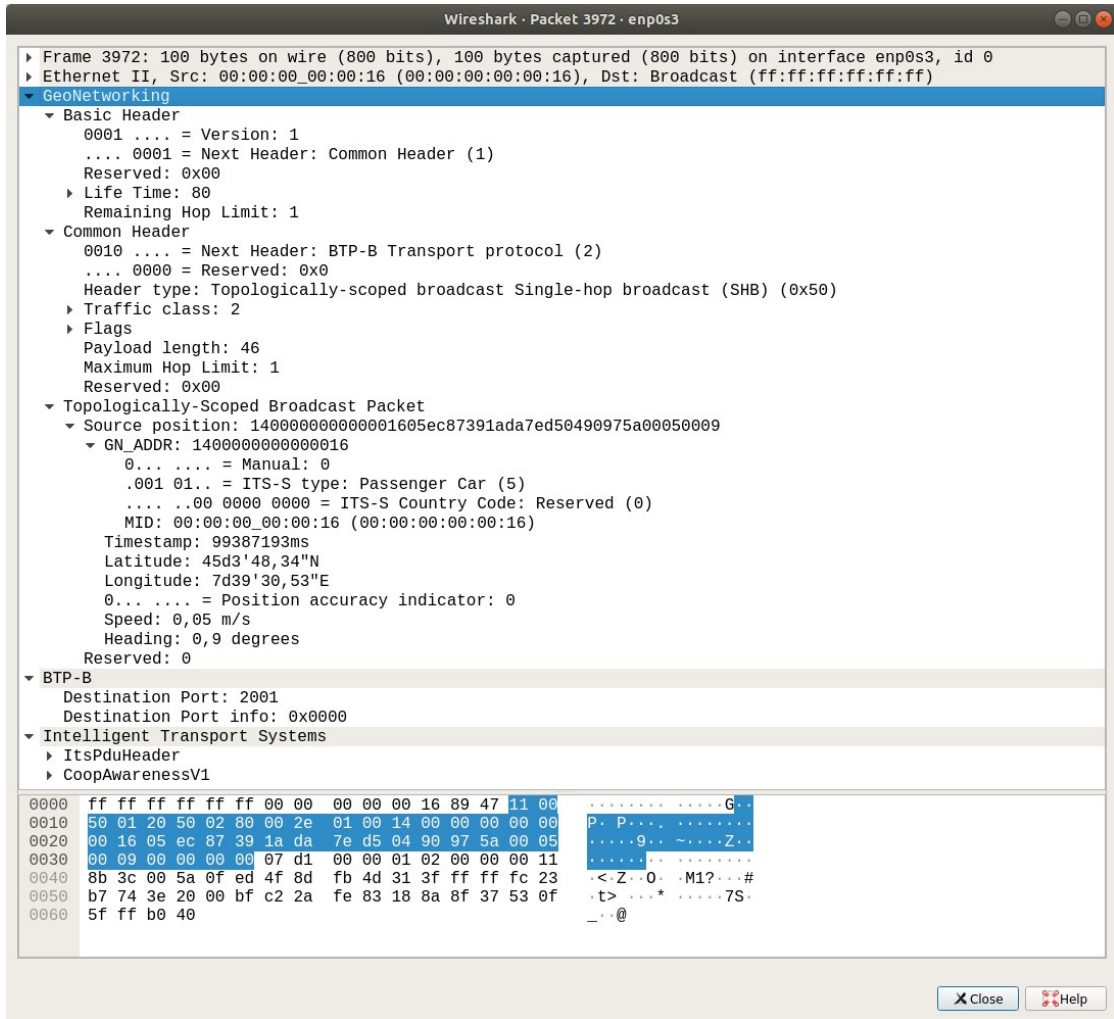 Wireshark · Packet 3972 · enp0s3
Frame 3972: 100 bytes on wire (800 bits), 100 bytes captured (800 bits) on interface enp0s3, id 0
Ethernet II, Src: 00:00:00_00:00:16 (00:00:00:00:00:16), Dst: Broadcast (ff:ff:ff:ff:ff:ff)
GeoNetworking
Basic Header
0001 .... = Version: 1
.... 0001 = Next Header: Common Header (1)
Reserved: 0x00
Life Time: 80
Remaining Hop Limit: 1
Common Header
0010 .... = Next Header: BTP-B Transport protocol (2)
.... 0000 = Reserved: 0x0
Header type: Topologically-scoped broadcast Single-hop broadcast (SHB) (0x50)
Traffic class: 2
Flags
Payload length: 46
Maximum Hop Limit: 1
Reserved: 0x00
Topologically-Scoped Broadcast Packet
Source position: 140000000000001605ec87391ada7ed50490975a00050009
GN_ADDR: 1400000000000016
0... .... = Manual: 0
.001 01.. = ITS-S type: Passenger Car (5)
.... ..00 0000 0000 = ITS-S Country Code: Reserved (0)
MID: 00:00:00_00:00:16 (00:00:00:00:00:16)
Timestamp: 99387193ms
Latitude: 45d3'48,34"N
Longitude: 7d39'30,53"E
0... .... = Position accuracy indicator: 0
Speed: 0,05 m/s
Heading: 0,9 degrees
Reserved: 0
BTP-B
Destination Port: 2001
Destination Port info: 0x0000
Intelligent Transport Systems
ItsPduHeader
CoopAwarenessV1
0000 ff ff ff ff ff ff 00 00 00 00 00 16 89 47 11 00 ········ ·····G··
0010 50 01 20 50 02 80 00 2e 01 00 14 00 00 00 00 00 P· P···. ········
0020 00 16 05 ec 87 39 1a da 7e d5 04 90 97 5a 00 05 ·····9·· ~····Z··
0030 00 09 00 00 00 00 07 d1 00 00 01 02 00 00 00 11 ········ ········
0040 8b 3c 00 5a 0f ed 4f 8d fb 4d 31 3f ff ff fc 23 ·<·Z··O· ·M1?···#
0050 b7 74 3e 20 00 bf c2 2a fe 83 18 8a 8f 37 53 0f ·t> ···* ·····7S·
0060 5f ff b0 40 _··@
Close
Help